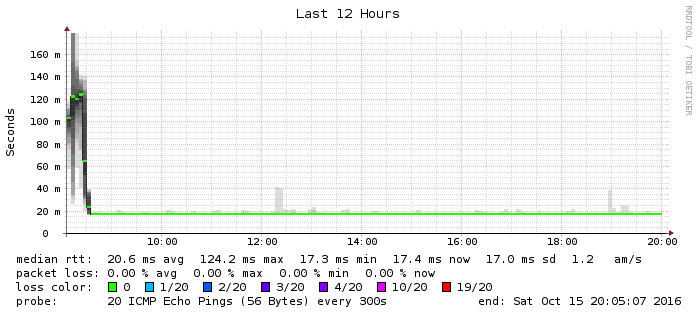 Last 12 Hours
RRDTOOL / TOBI OETIKER
Seconds
160 m
140 m
120 m
100 m
80 m
60 m
40 m
20 m
0
10:00 12:00 14:00 16:00 18:00 20:00
median rtt: 20.6 ms avg 124.2 ms max 17.3 ms min 17.4 ms now 17.0 ms sd 1.2 am/s
packet loss: 0.00 % avg 0.00 % max 0.00 % min 0.00 % now
loss color: 0 1/20 2/20 3/20 4/20 10/20 19/20
probe: 20 ICMP Echo Pings (56 Bytes) every 300s end: Sat Oct 15 20:05:07 2016